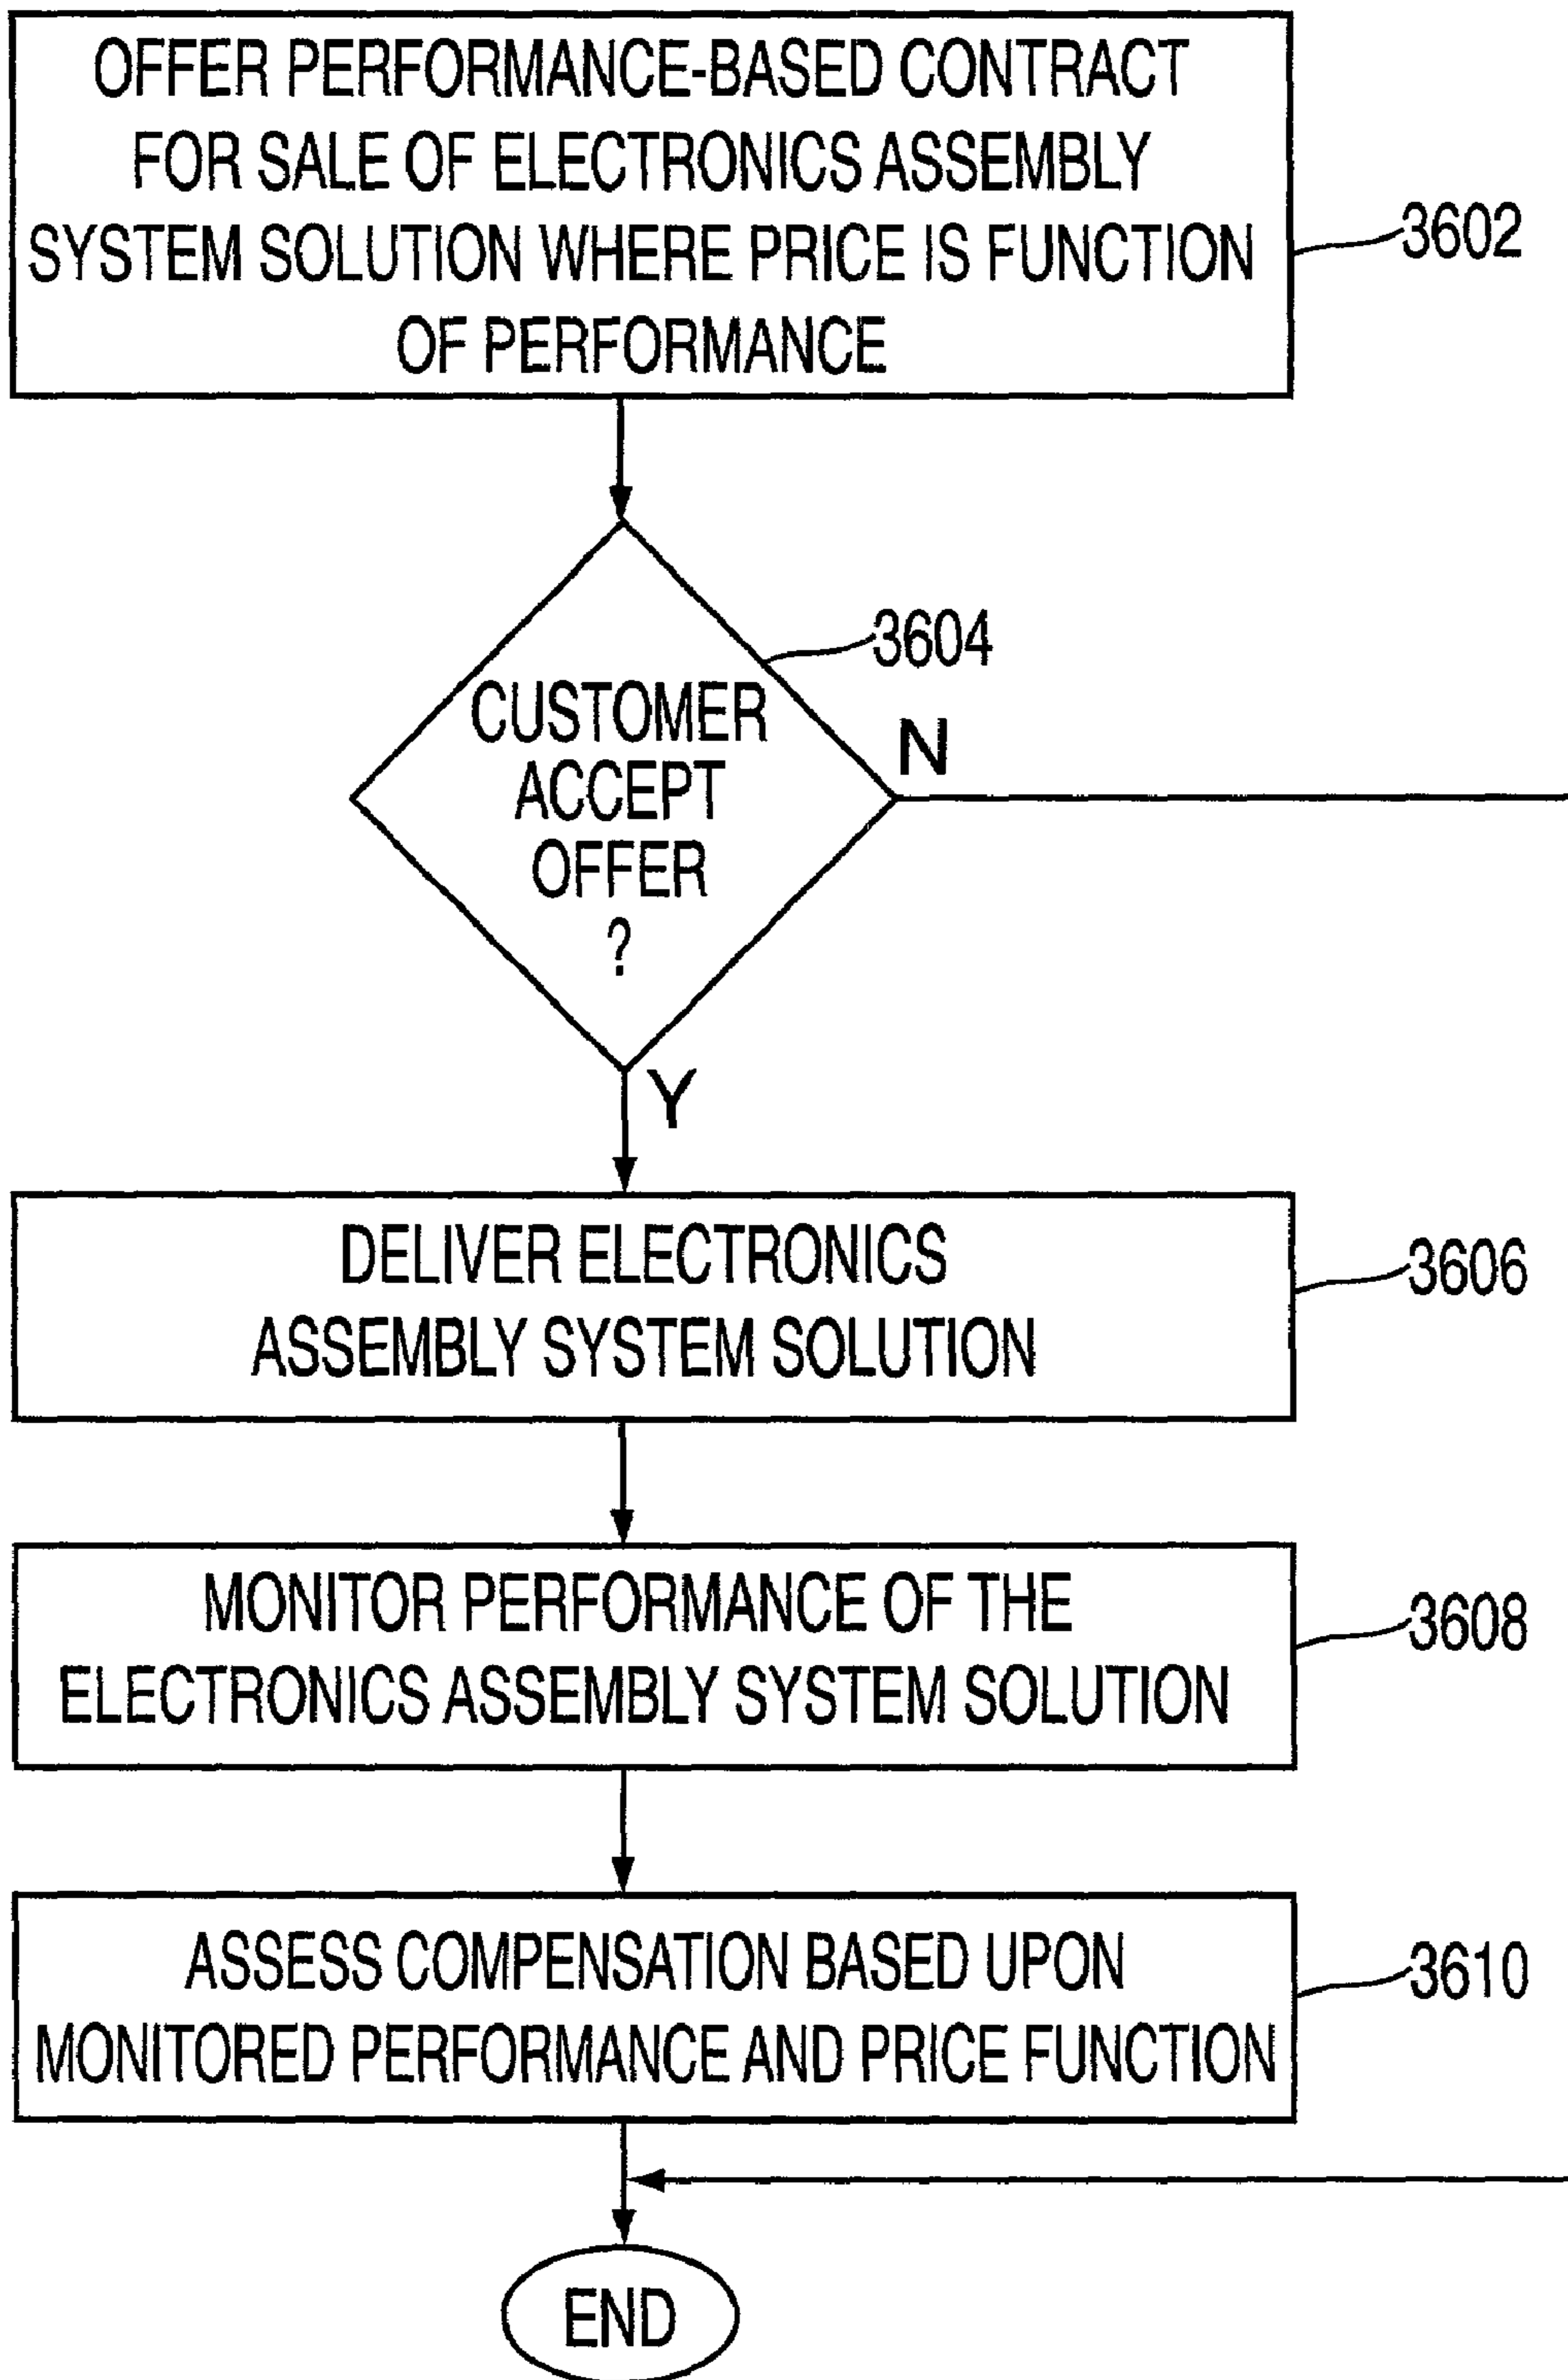 OFFER PERFORMANCE-BASED CONTRACT
FOR SALE OF ELECTRONICS ASSEMBLY
SYSTEM SOLUTION WHERE PRICE IS FUNCTION
OF PERFORMANCE
3602
3604
CUSTOMER
ACCEPT
OFFER
?
N
Y
DELIVER ELECTRONICS
ASSEMBLY SYSTEM SOLUTION
3606
MONITOR PERFORMANCE OF THE
ELECTRONICS ASSEMBLY SYSTEM SOLUTION
3608
ASSESS COMPENSATION BASED UPON
MONITORED PERFORMANCE AND PRICE FUNCTION
3610
END